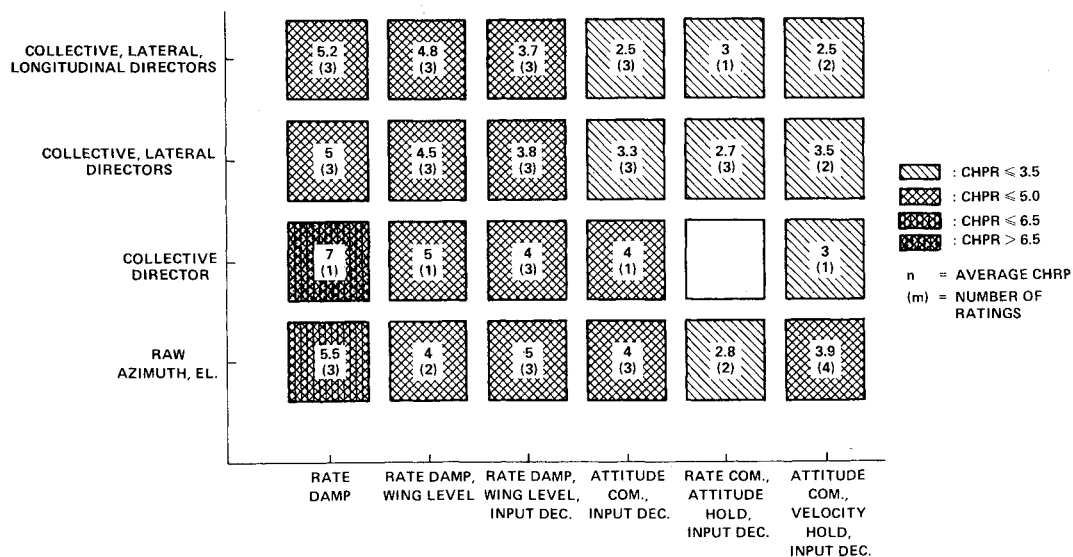 COLLECTIVE, LATERAL,
LONGITUDINAL DIRECTORS
5.2 4.8 3.7 2.5 3 2.5
(3) (3) (3) (3) (1) (2)
COLLECTIVE, LATERAL
DIRECTORS
5 4.5 3.8 3.3 2.7 3.5
(3) (3) (3) (3) (3) (2)
COLLECTIVE
DIRECTOR
7 5 4 4 3
(1) (1) (3) (1) (1)
RAW
AZIMUTH, EL.
5.5 4 5 4 2.8 3.9
(3) (2) (3) (3) (2) (4)
RATE
DAMP
RATE DAMP,
WING LEVEL
RATE DAMP,
WING LEVEL,
INPUT DEC.
ATTITUDE
COM.,
INPUT DEC.
RATE COM.,
ATTITUDE
HOLD,
INPUT DEC.
ATTITUDE
COM.,
VELOCITY
HOLD,
INPUT DEC.
: CHPR ⩽ 3.5
: CHPR ⩽ 5.0
: CHPR ⩽ 6.5
: CHPR > 6.5
n = AVERAGE CHRP
(m) = NUMBER OF
RATINGS